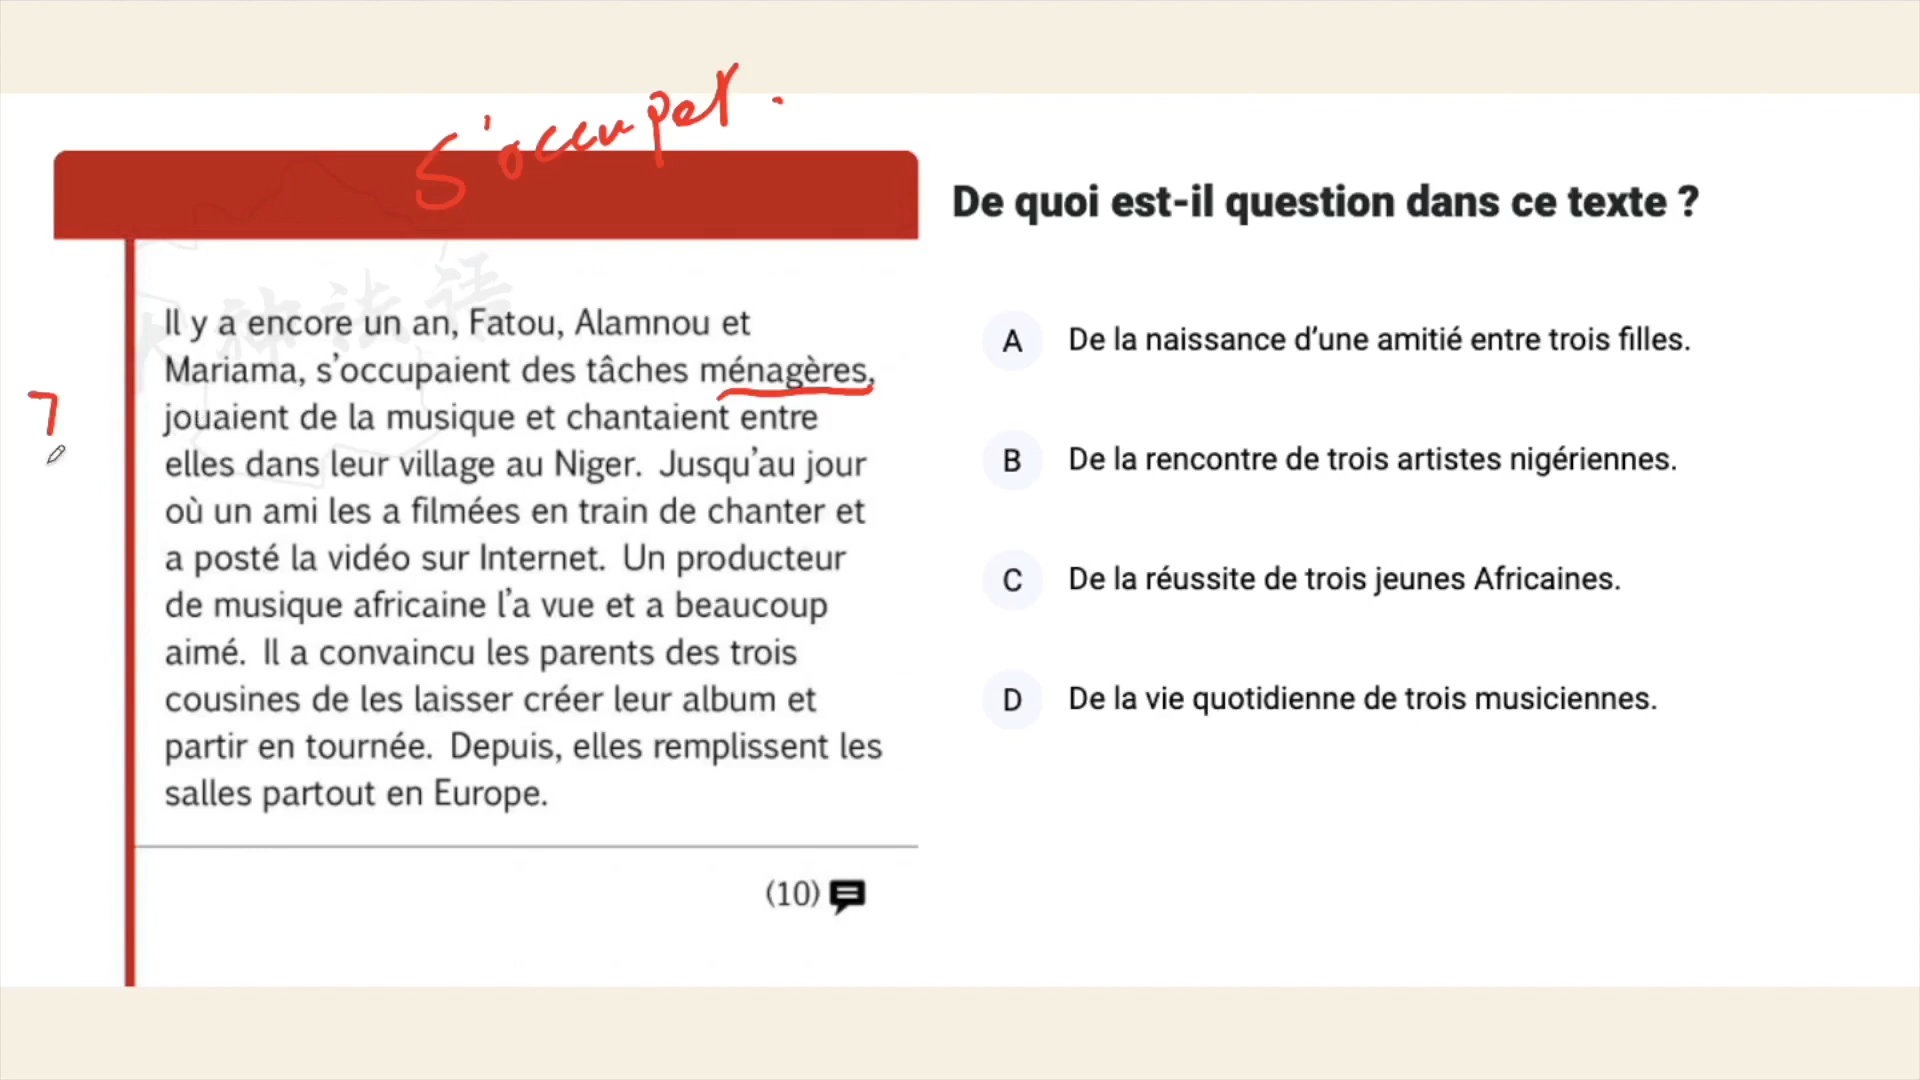 s'occuper.
大神法语
Il y a encore un an, Fatou, Alamnou et
Mariama, s'occupaient des tâches ménagères,
jouaient de la musique et chantaient entre
elles dans leur village au Niger. Jusqu'au jour
où un ami les a filmées en train de chanter et
a posté la vidéo sur Internet. Un producteur
de musique africaine l'a vue et a beaucoup
aimé. Il a convaincu les parents des trois
cousines de les laisser créer leur album et
partir en tournée. Depuis, elles remplissent les
salles partout en Europe.
(10)
De quoi est-il question dans ce texte ?
A De la naissance d'une amitié entre trois filles.
B De la rencontre de trois artistes nigériennes.
C De la réussite de trois jeunes Africaines.
D De la vie quotidienne de trois musiciennes.